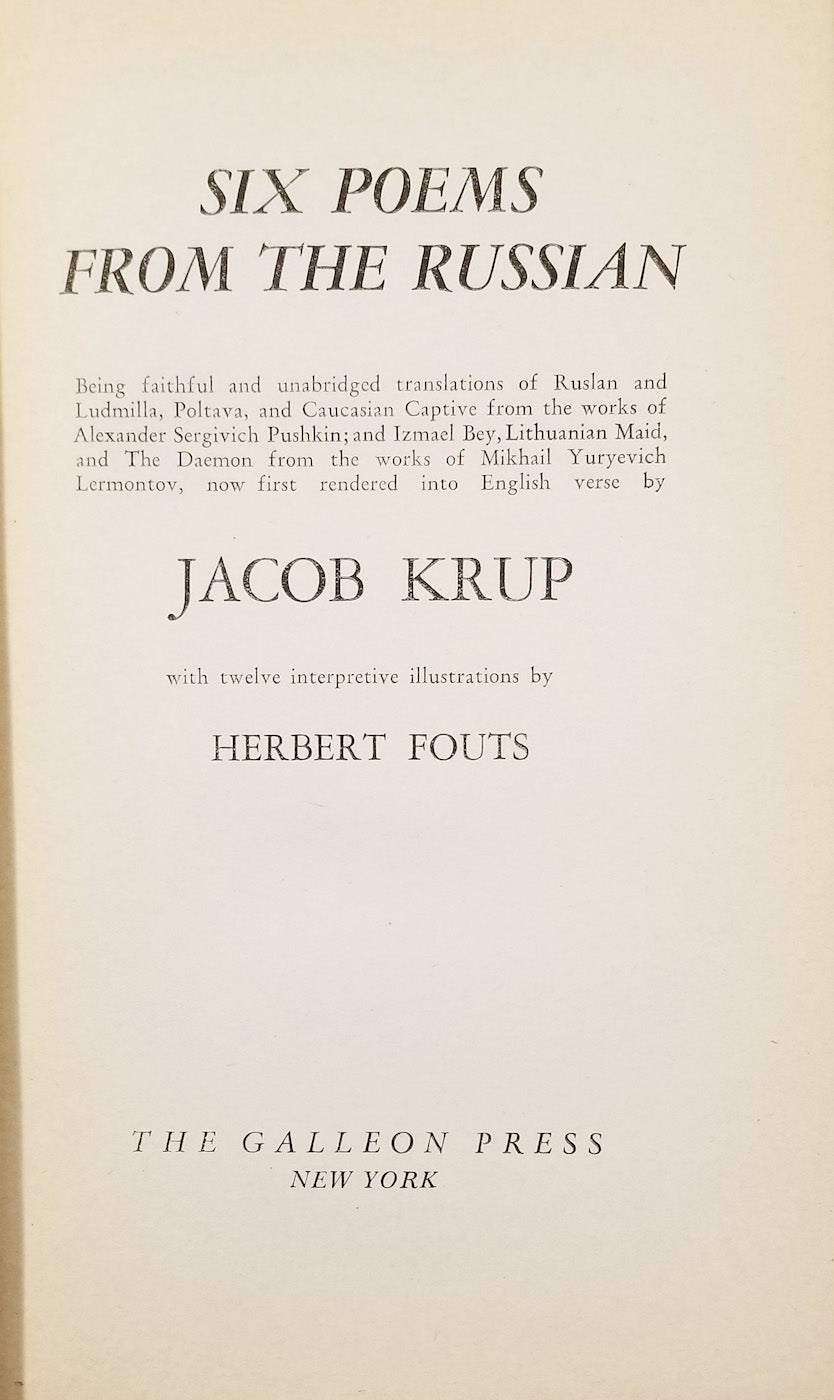 SIX POEMS
FROM THE RUSSIAN
Being faithful and unabridged translations of Ruslan and
Ludmilla, Poltava, and Caucasian Captive from the works of
Alexander Sergivich Pushkin; and Izmael Bey, Lithuanian Maid,
and The Daemon from the works of Mikhail Yuryevich
Lermontov, now first rendered into English verse by
JACOB KRUP
with twelve interpretive illustrations by
HERBERT FOUTS
THE GALLEON PRESS
NEW YORK